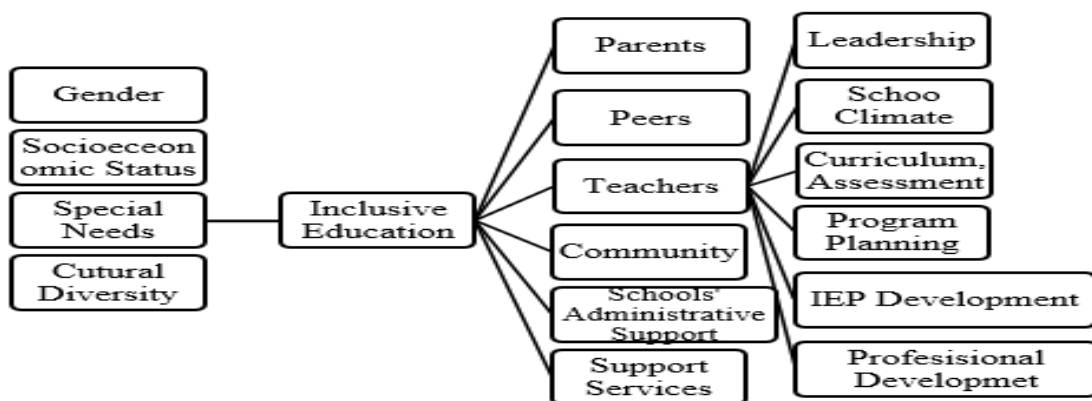 Gender
Socioeceon
omic Status
Special
Needs
Cutural
Diversity
Inclusive
Education
Parents
Peers
Teachers
Community
Schools'
Administrative
Support
Support
Services
Leadership
Schoo
Climate
Curriculum,
Assessment
Program
Planning
IEP Development
Profesisional
Developmet